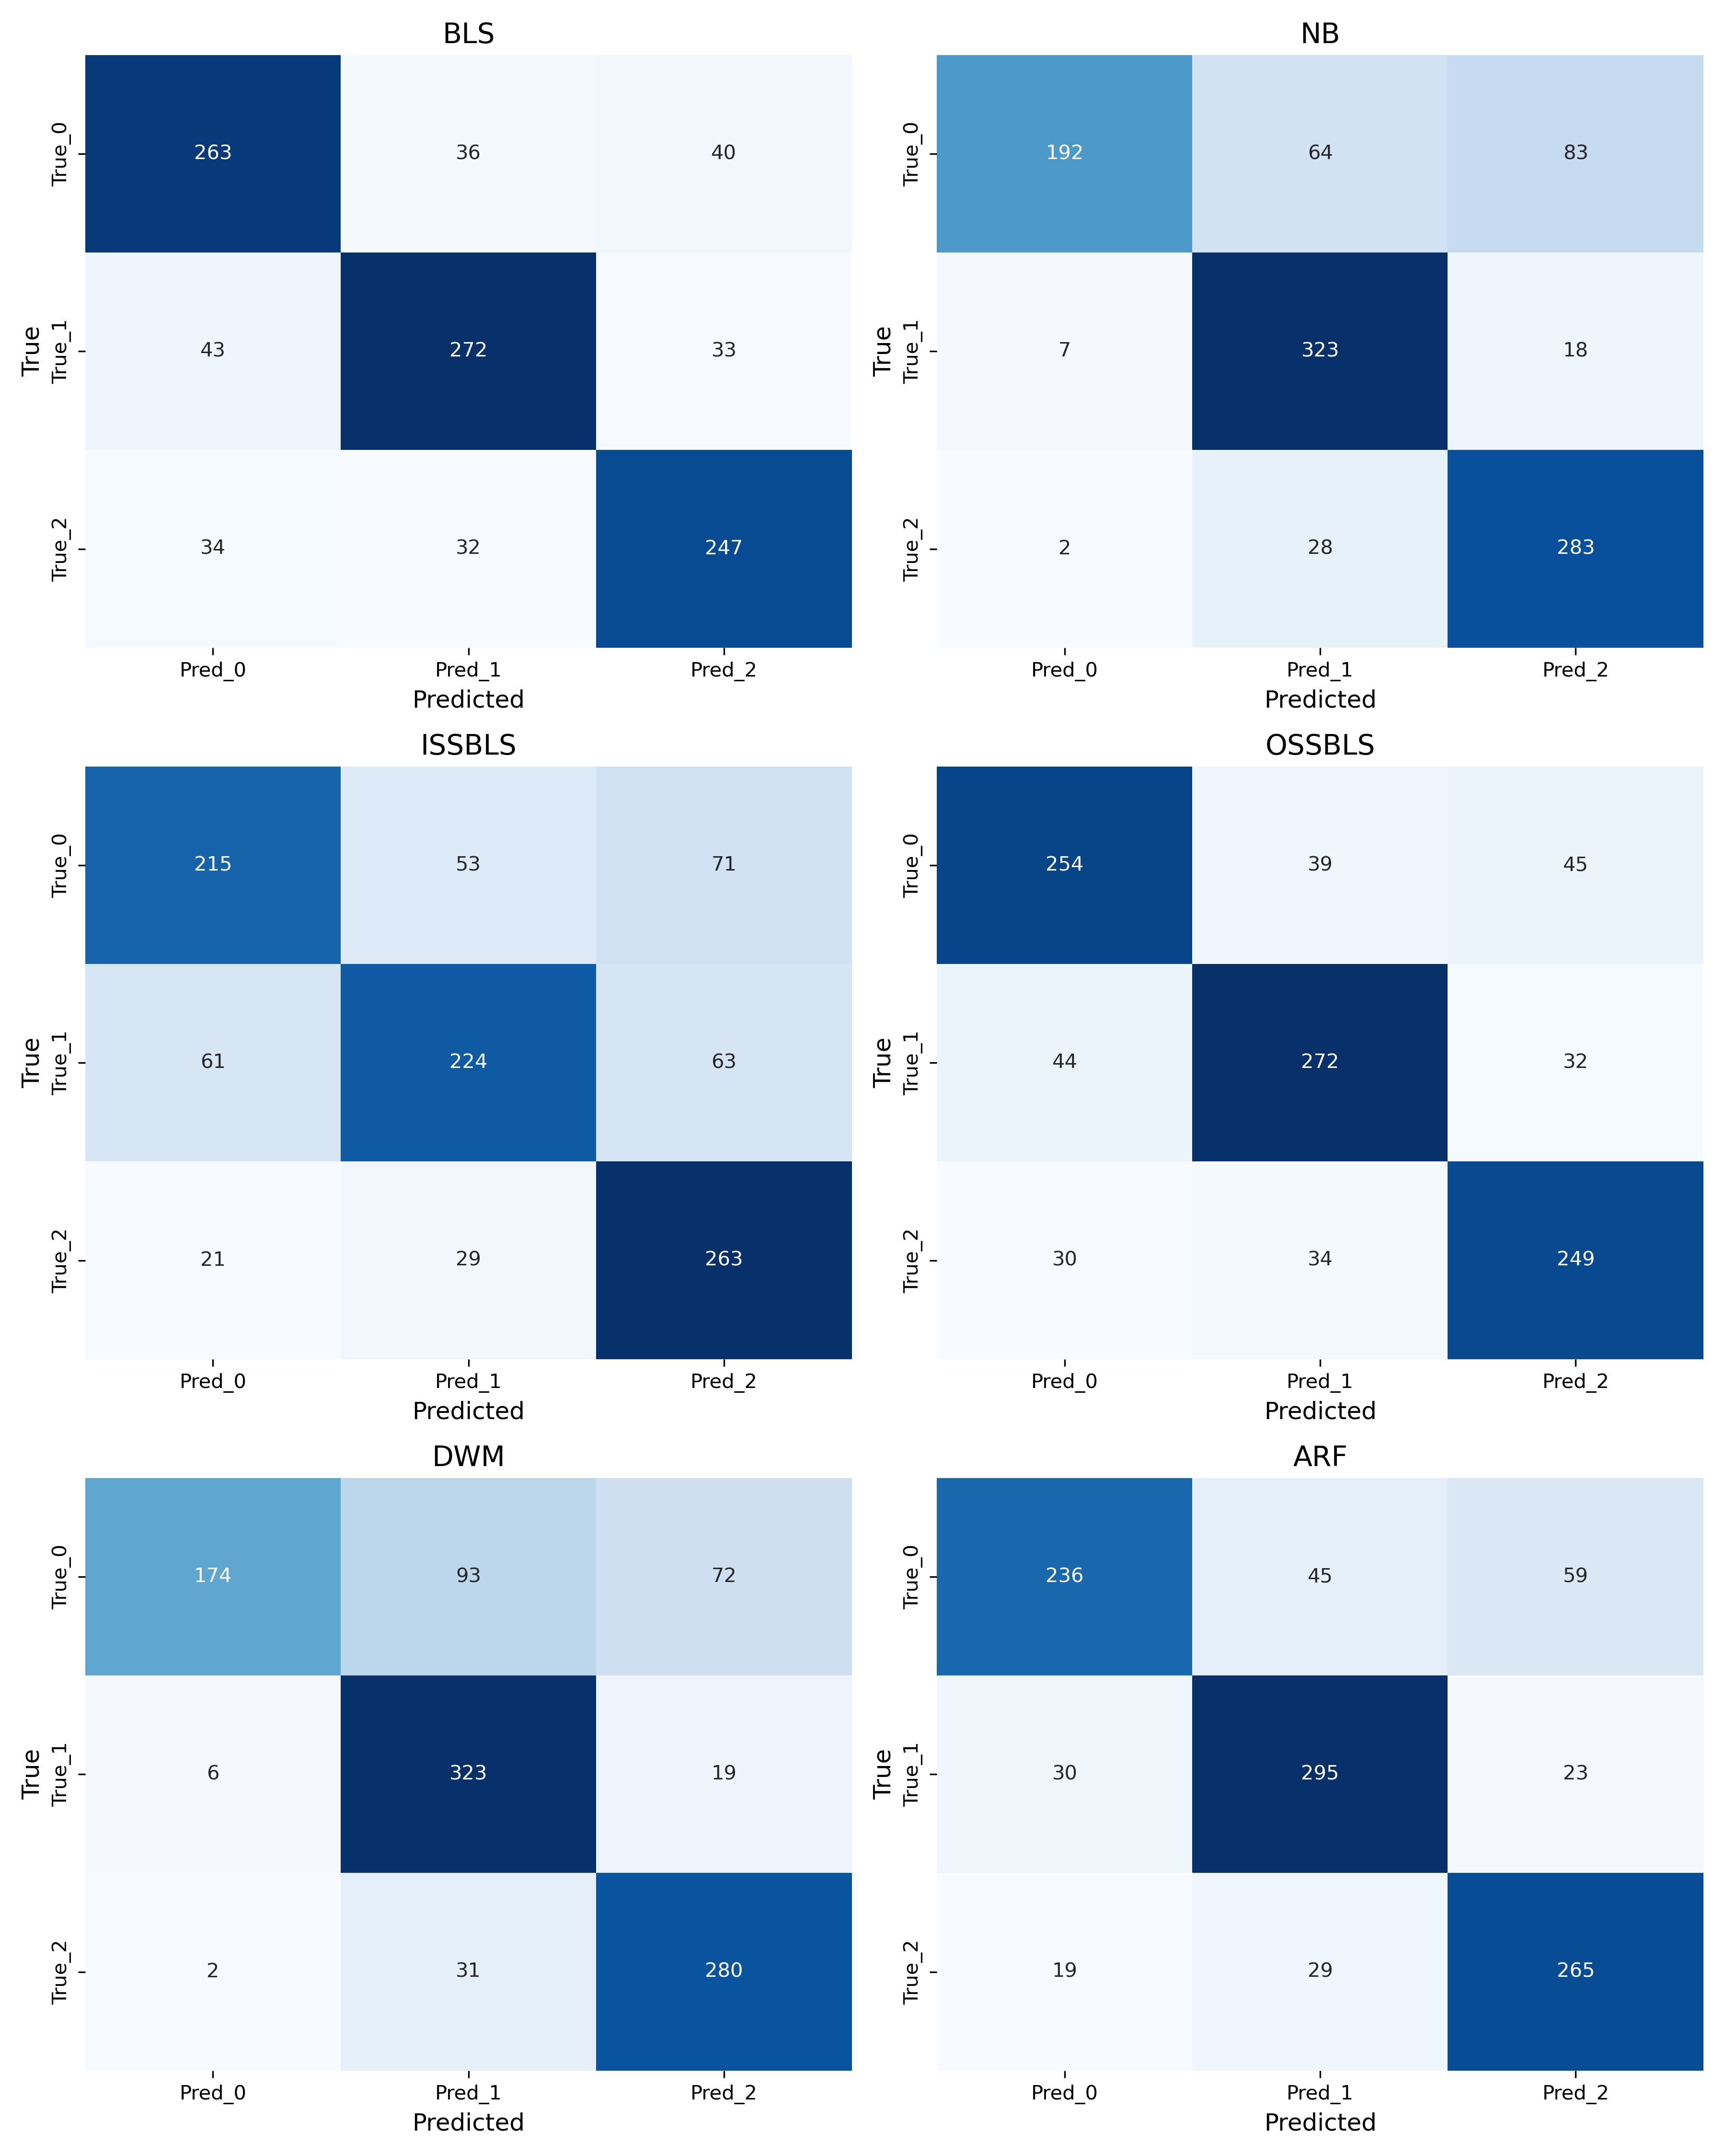 BLS
True
True_0
263 36 40
True_1
43 272 33
True_2
34 32 247
Pred_0 Pred_1 Pred_2
Predicted
NB
True
True_0
192 64 83
True_1
7 323 18
True_2
2 28 283
Pred_0 Pred_1 Pred_2
Predicted
ISSBLS
True
True_0
215 53 71
True_1
61 224 63
True_2
21 29 263
Pred_0 Pred_1 Pred_2
Predicted
OSSBLS
True
True_0
254 39 45
True_1
44 272 32
True_2
30 34 249
Pred_0 Pred_1 Pred_2
Predicted
DWM
True
True_0
174 93 72
True_1
6 323 19
True_2
2 31 280
Pred_0 Pred_1 Pred_2
Predicted
ARF
True
True_0
236 45 59
True_1
30 295 23
True_2
19 29 265
Pred_0 Pred_1 Pred_2
Predicted